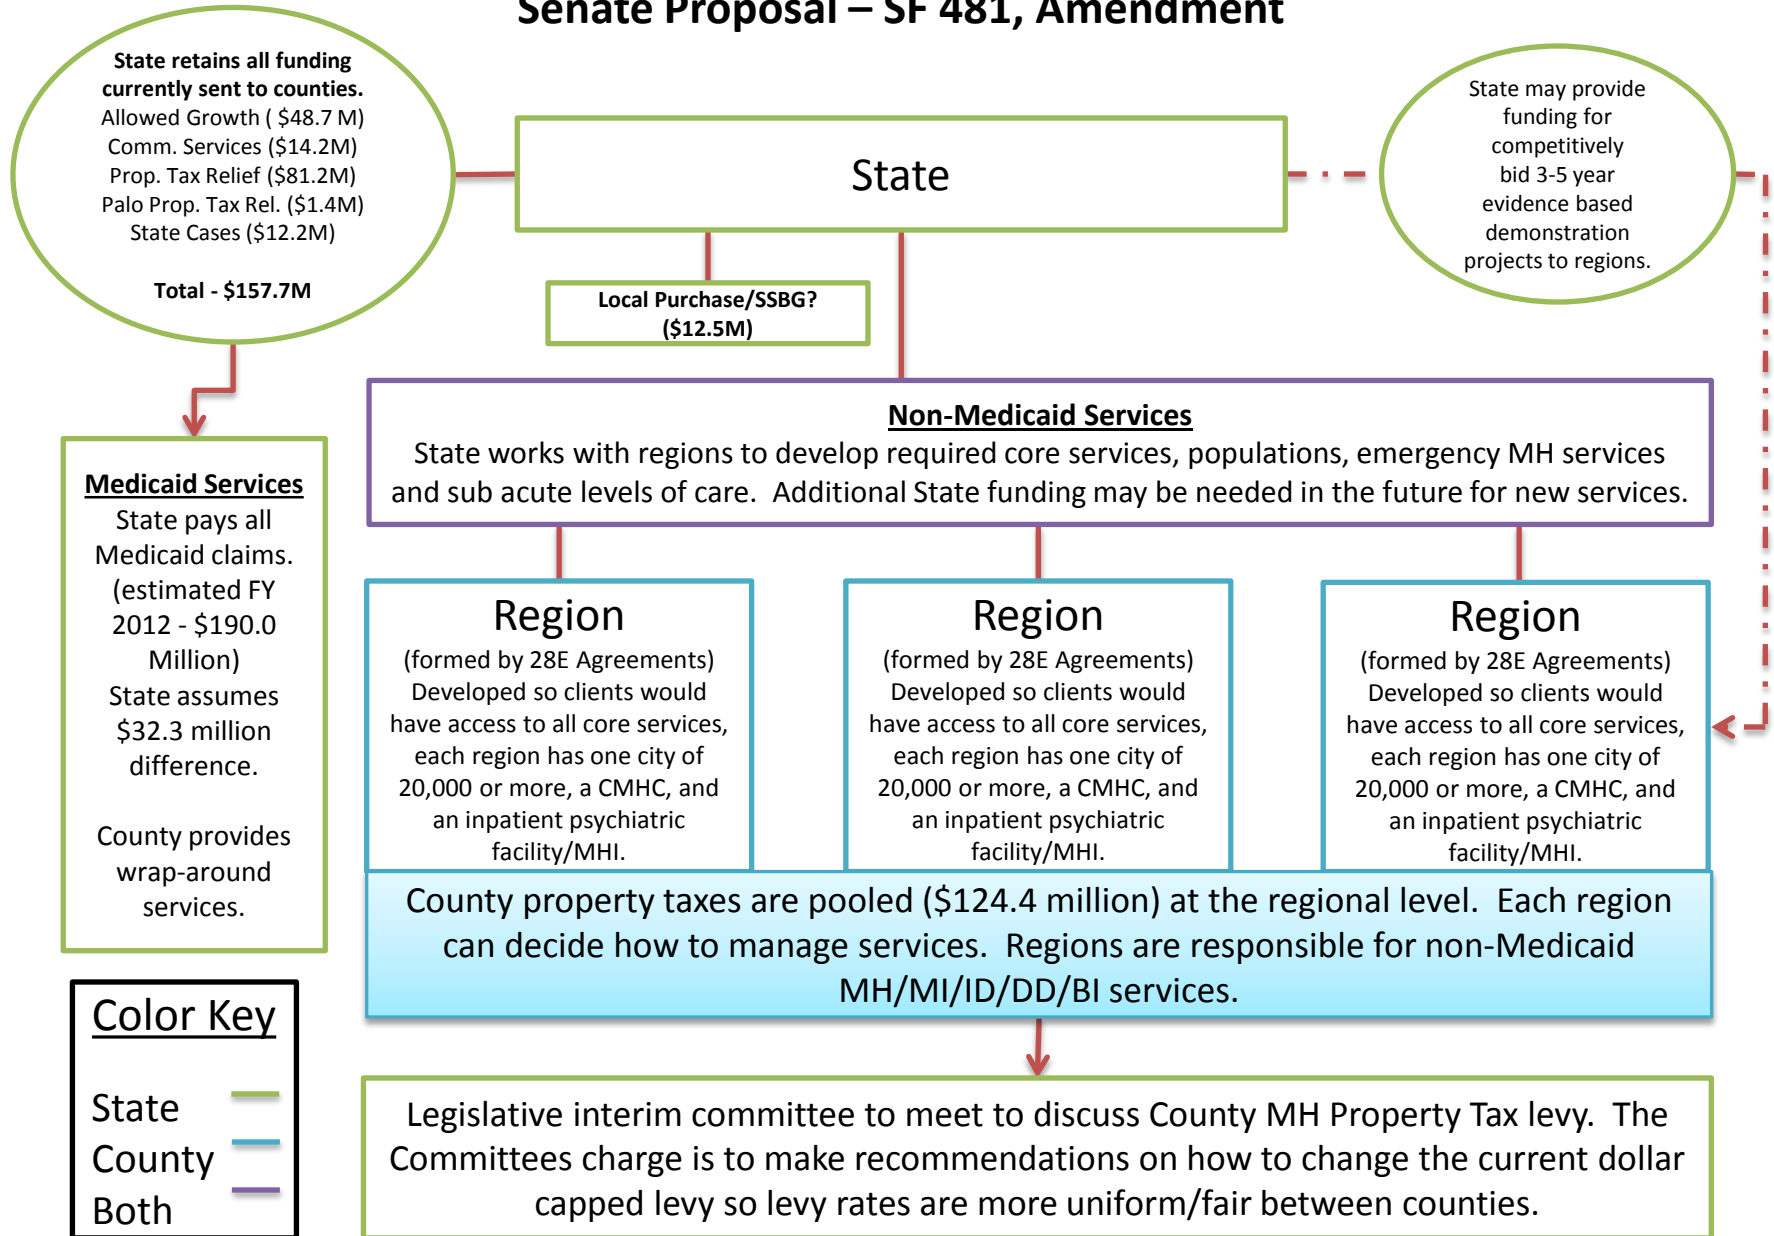 Senate Proposal – SF 481, Amendment
State retains all funding
currently sent to counties.
Allowed Growth ( $48.7 M)
Comm. Services ($14.2M)
Prop. Tax Relief ($81.2M)
Palo Prop. Tax Rel. ($1.4M)
State Cases ($12.2M)
Total - $157.7M
State
State may provide
funding for
competitively
bid 3-5 year
evidence based
demonstration
projects to regions.
Local Purchase/SSBG?
($12.5M)
Non-Medicaid Services
State works with regions to develop required core services, populations, emergency MH services
and sub acute levels of care.  Additional State funding may be needed in the future for new services.
Medicaid Services
State pays all
Medicaid claims.
(estimated FY
2012 - $190.0
Million)
State assumes
$32.3 million
difference.
County provides
wrap-around
services.
Region
(formed by 28E Agreements)
Developed so clients would
have access to all core services,
each region has one city of
20,000 or more, a CMHC, and
an inpatient psychiatric
facility/MHI.
Region
(formed by 28E Agreements)
Developed so clients would
have access to all core services,
each region has one city of
20,000 or more, a CMHC, and
an inpatient psychiatric
facility/MHI.
Region
(formed by 28E Agreements)
Developed so clients would
have access to all core services,
each region has one city of
20,000 or more, a CMHC, and
an inpatient psychiatric
facility/MHI.
County property taxes are pooled ($124.4 million) at the regional level.  Each region
can decide how to manage services.  Regions are responsible for non-Medicaid
MH/MI/ID/DD/BI services.
Color Key
State
County
Both
Legislative interim committee to meet to discuss County MH Property Tax levy.  The
Committees charge is to make recommendations on how to change the current dollar
capped levy so levy rates are more uniform/fair between counties.